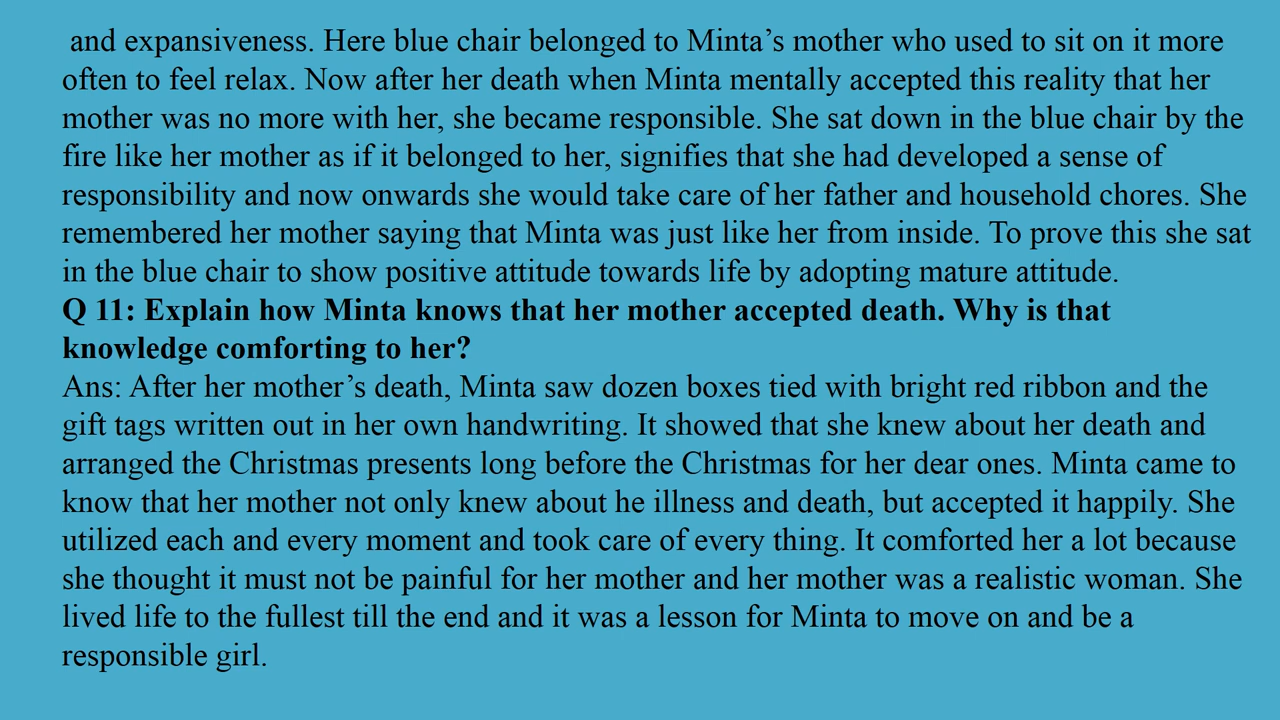 and expansiveness. Here blue chair belonged to Minta’s mother who used to sit on it more
often to feel relax. Now after her death when Minta mentally accepted this reality that her
mother was no more with her, she became responsible. She sat down in the blue chair by the
fire like her mother as if it belonged to her, signifies that she had developed a sense of
responsibility and now onwards she would take care of her father and household chores. She
remembered her mother saying that Minta was just like her from inside. To prove this she sat
in the blue chair to show positive attitude towards life by adopting mature attitude.
Q 11: Explain how Minta knows that her mother accepted death. Why is that
knowledge comforting to her?
Ans: After her mother’s death, Minta saw dozen boxes tied with bright red ribbon and the
gift tags written out in her own handwriting. It showed that she knew about her death and
arranged the Christmas presents long before the Christmas for her dear ones. Minta came to
know that her mother not only knew about he illness and death, but accepted it happily. She
utilized each and every moment and took care of every thing. It comforted her a lot because
she thought it must not be painful for her mother and her mother was a realistic woman. She
lived life to the fullest till the end and it was a lesson for Minta to move on and be a
responsible girl.